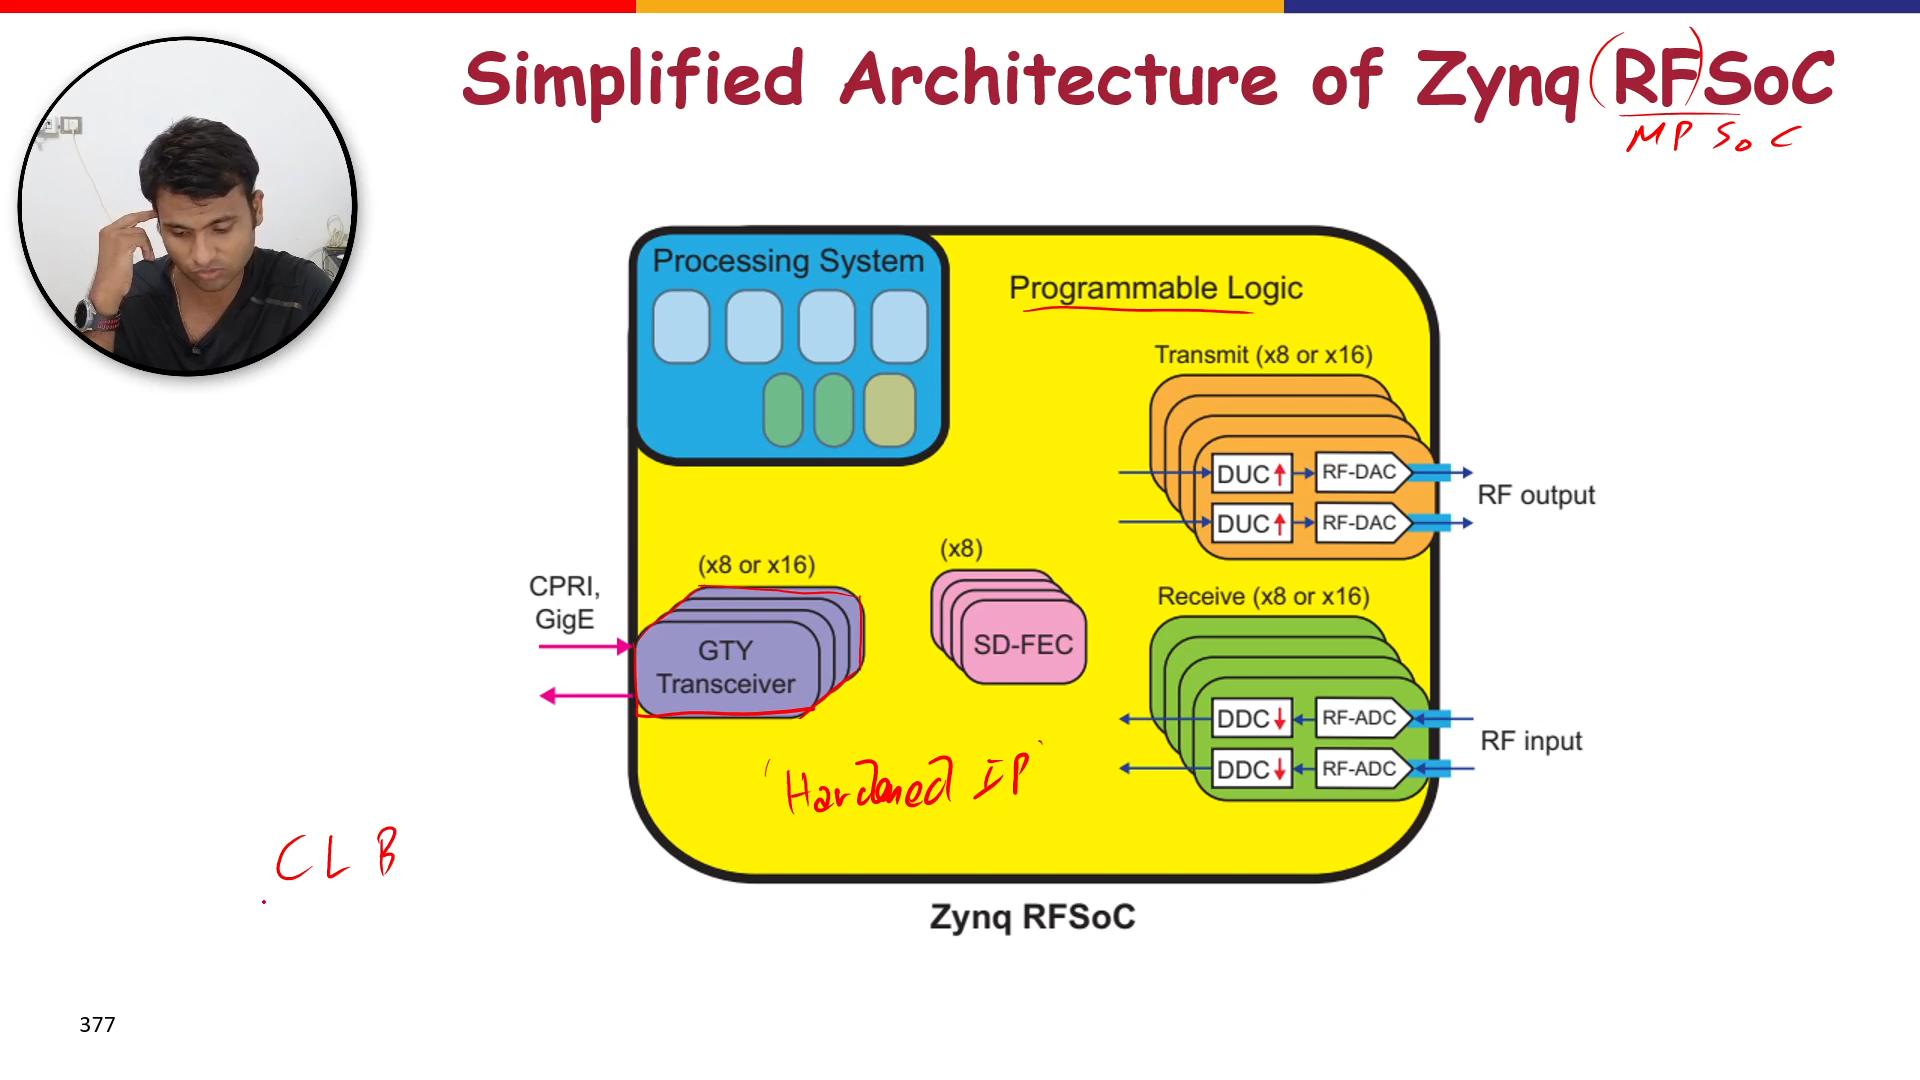 Simplified Architecture of Zynq (RF)SoC
MPSoC
Processing System
Programmable Logic
Transmit (x8 or x16)
DUC RF-DAC
DUC RF-DAC
RF output
(x8 or x16)
(x8)
CPRI,
GigE
GTY
Transceiver
SD-FEC
Receive (x8 or x16)
DDC RF-ADC
DDC RF-ADC
RF input
'Hardened IP'
CLB
Zynq RFSoC
377